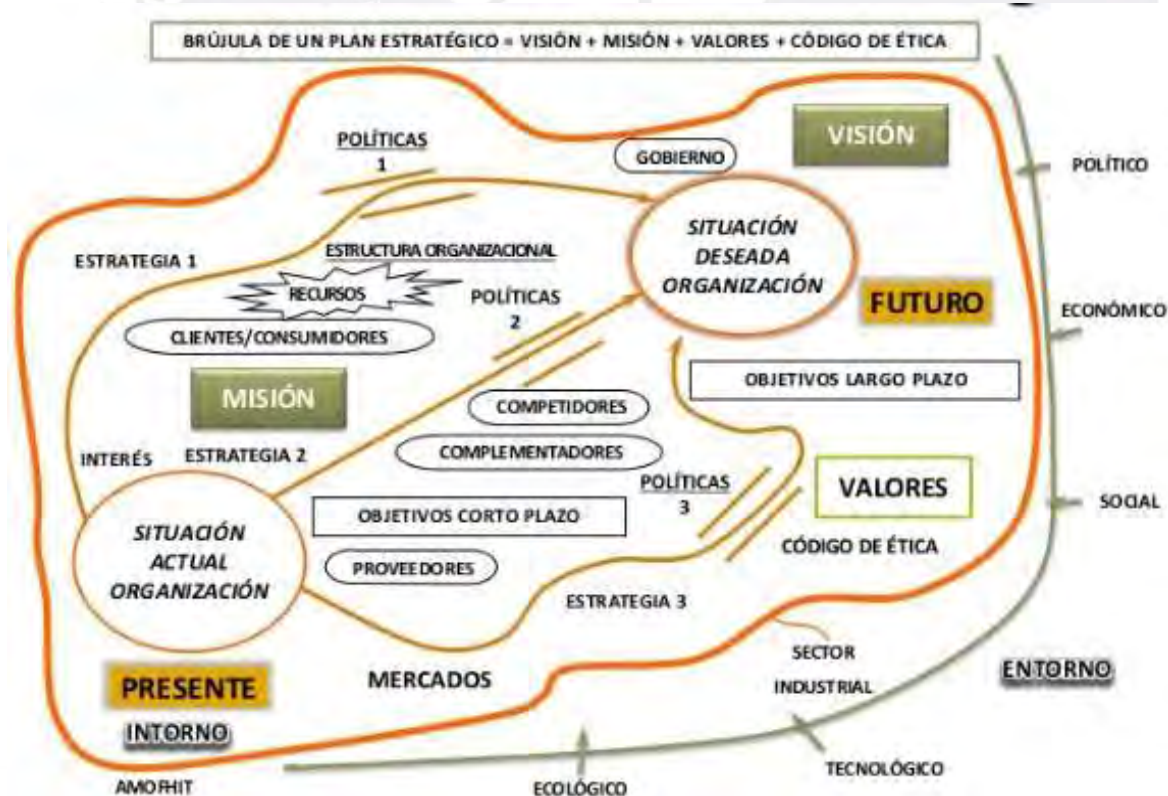 BRÚJULA DE UN PLAN ESTRATÉGICO = VISIÓN + MISIÓN + VALORES + CÓDIGO DE ÉTICA
VISIÓN
POLÍTICAS
1
GOBIERNO
POLÍTICO
SITUACIÓN
DESEADA
ORGANIZACIÓN
ESTRATEGIA 1
ESTRUCTURA ORGANIZACIONAL
RECURSOS
POLÍTICAS
2
FUTURO
ECONÓMICO
CLIENTES/CONSUMIDORES
OBJETIVOS LARGO PLAZO
MISIÓN
COMPETIDORES
INTERÉS
ESTRATEGIA 2
COMPLEMENTADORES
POLÍTICAS
3
VALORES
SOCIAL
SITUACIÓN
ACTUAL
ORGANIZACIÓN
OBJETIVOS CORTO PLAZO
CÓDIGO DE ÉTICA
PROVEEDORES
ESTRATEGIA 3
SECTOR
INDUSTRIAL
ENTORNO
PRESENTE
MERCADOS
INTORNO
TECNOLÓGICO
AMOFHIT
ECOLÓGICO